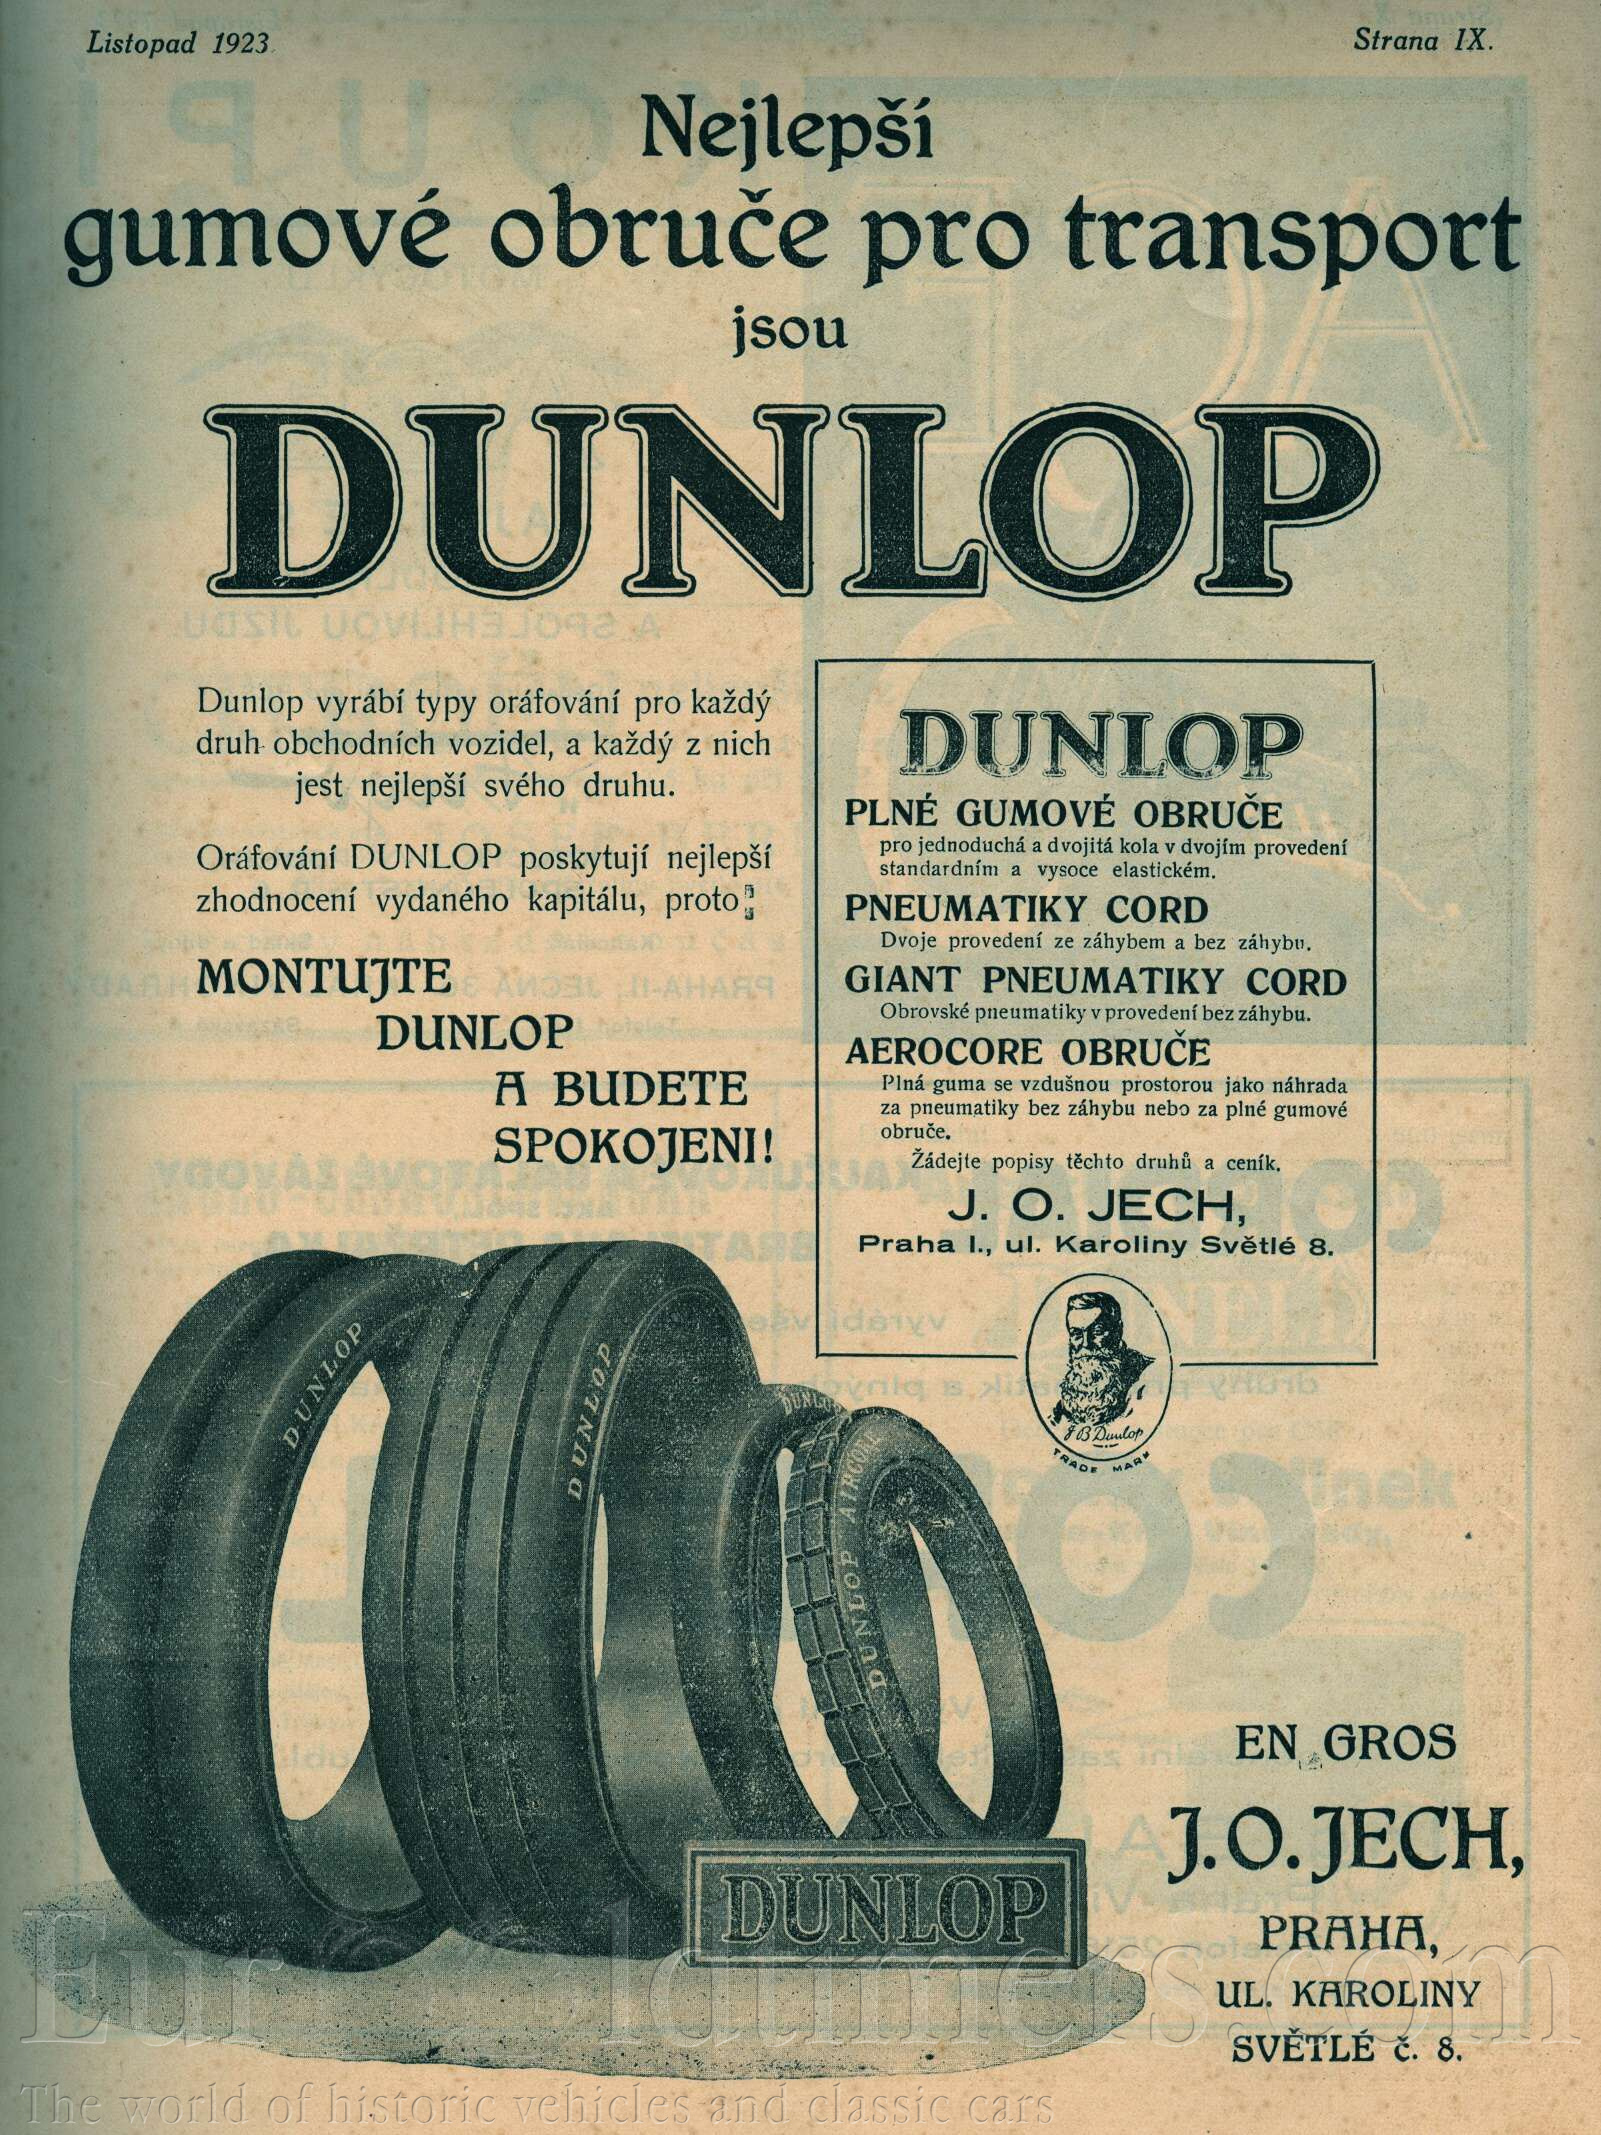 Listopad 1923
Strana IX.
Nejlepší
gumové obruče pro transport
jsou
DUNLOP
Dunlop vyrábí typy oráfování pro každý
druh obchodních vozidel, a každý z nich
jest nejlepší svého druhu.
Oráfování DUNLOP poskytují nejlepší
zhodnocení vydaného kapitálu, proto
MONTUJTE
DUNLOP
A BUDETE
SPOKOJENI!
DUNLOP
PLNÉ GUMOVÉ OBRUČE
pro jednoduchá a dvojitá kola v dvojím provedení
standardním a vysoce elastickém.
PNEUMATIKY CORD
Dvoje provedení ze záhybem a bez záhybu.
GIANT PNEUMATIKY CORD
Obrovské pneumatiky v provedení bez záhybu.
AEROCORE OBRUČE
Plná guma se vzdušnou prostorou jako náhrada
za pneumatiky bez záhybu nebo za plné gumové
obruče.
Žádejte popisy těchto druhů a ceník.
J. O. JECH,
Praha I., ul. Karoliny Světlé 8.
J B Dunlop
TRADE MARK
DUNLOP
DUNLOP
DUNLOP
DUNLOP
DUNLOP
EN GROS
J. O. JECH,
PRAHA,
UL. KAROLINY
SVĚTLÉ č. 8.
The world of historic vehicles and classic cars